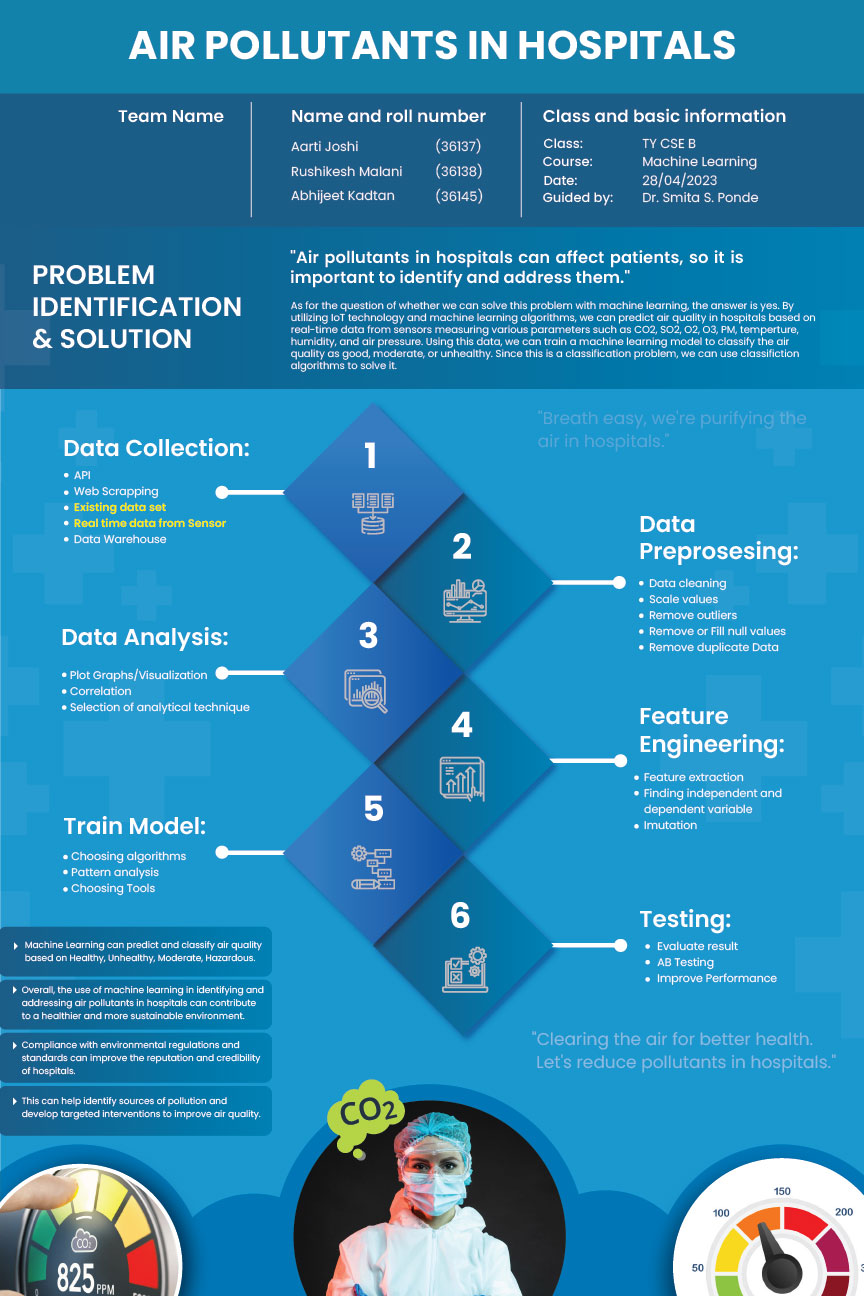 AIR POLLUTANTS IN HOSPITALS
Team Name
Name and roll number
Aarti Joshi (36137)
Rushikesh Malani (36138)
Abhijeet Kadtan (36145)
Class and basic information
Class: TY CSE B
Course: Machine Learning
Date: 28/04/2023
Guided by: Dr. Smita S. Ponde
PROBLEM
IDENTIFICATION
& SOLUTION
"Air pollutants in hospitals can affect patients, so it is
important to identify and address them."
As for the question of whether we can solve this problem with machine learning, the answer is yes. By
utilizing IoT technology and machine learning algorithms, we can predict air quality in hospitals based on
real-time data from sensors measuring various parameters such as CO2, SO2, O2, O3, PM, temperture,
humidity, and air pressure. Using this data, we can train a machine learning model to classify the air
quality as good, moderate, or unhealthy. Since this is a classification problem, we can use classifiction
algorithms to solve it.
"Breath easy, we're purifying the
air in hospitals."
1
Data Collection:
• API
• Web Scrapping
• Existing data set
• Real time data from Sensor
• Data Warehouse
2
Data
Preprosesing:
• Data cleaning
• Scale values
• Remove outliers
• Remove or Fill null values
• Remove duplicate Data
3
Data Analysis:
• Plot Graphs/Visualization
• Correlation
• Selection of analytical technique
4
Feature
Engineering:
• Feature extraction
• Finding independent and
dependent variable
• Imutation
5
Train Model:
• Choosing algorithms
• Pattern analysis
• Choosing Tools
6
Testing:
• Evaluate result
• AB Testing
• Improve Performance
Machine Learning can predict and classify air quality
based on Healthy, Unhealthy, Moderate, Hazardous.
Overall, the use of machine learning in identifying and
addressing air pollutants in hospitals can contribute
to a healthier and more sustainable environment.
Compliance with environmental regulations and
standards can improve the reputation and credibility
of hospitals.
This can help identify sources of pollution and
develop targeted interventions to improve air quality.
"Clearing the air for better health.
Let's reduce pollutants in hospitals."
CO2
CO2
825 PPM
0
50
100
150
200